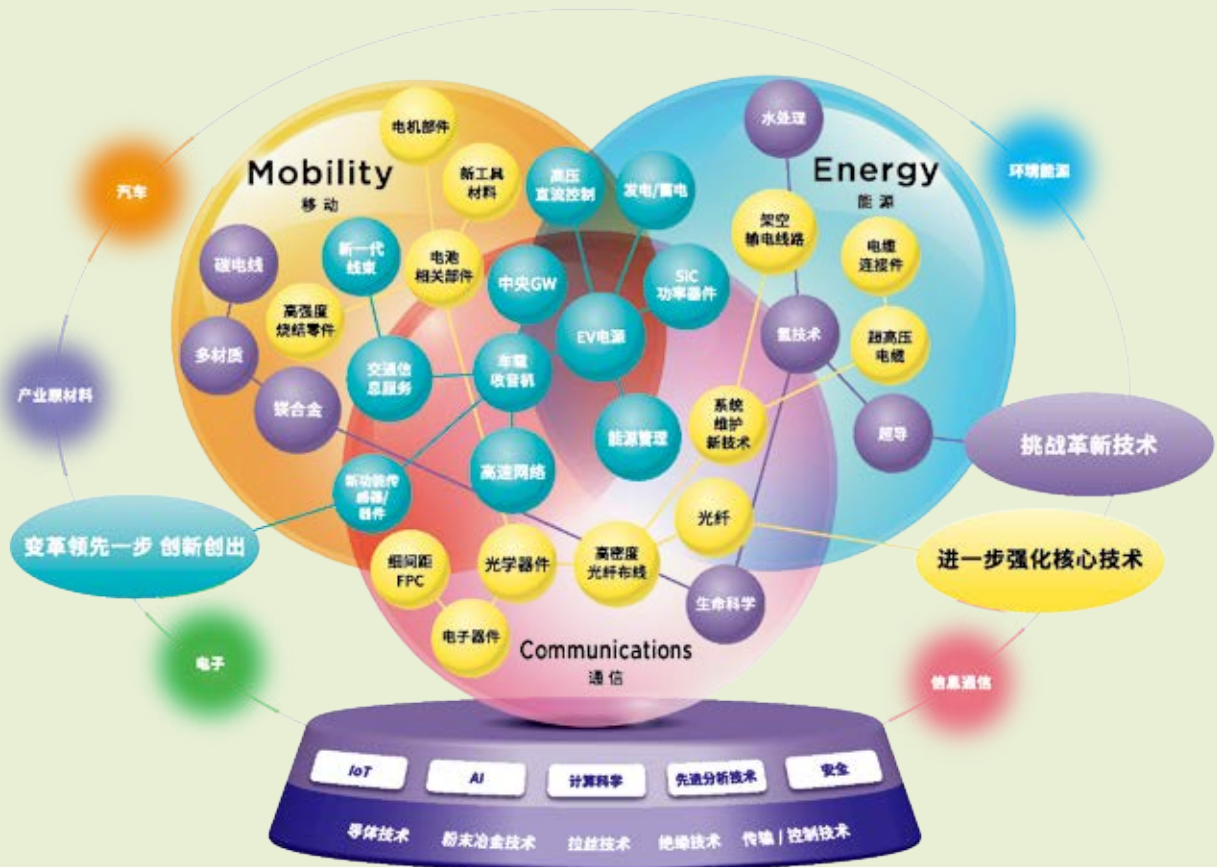 电机部件
水处理
Mobility
移动
新工具
材料
高压
直流控制
发电/蓄电
Energy
能源
汽车
环境能源
架空
输电线路
电缆
连接件
碳电线
新一代
线束
电池
相关部件
中央GW
SiC
功率器件
高强度
烧结零件
EV电源
氢技术
超高压
电缆
多材质
交通信
息服务
车载
收音机
产业原材料
镁合金
系统
维护
新技术
能源管理
超导
挑战革新技术
高速网络
新功能传
感器/
器件
光纤
变革领先一步 创新创出
细间距
FPC
光学器件
高密度
光纤布线
进一步强化核心技术
生命科学
电子器件
Communications
通信
电子
信息通信
IoT
AI
计算科学
先进分析技术
安全
导体技术
粉末冶金技术
拉丝技术
绝缘技术
传输 / 控制技术